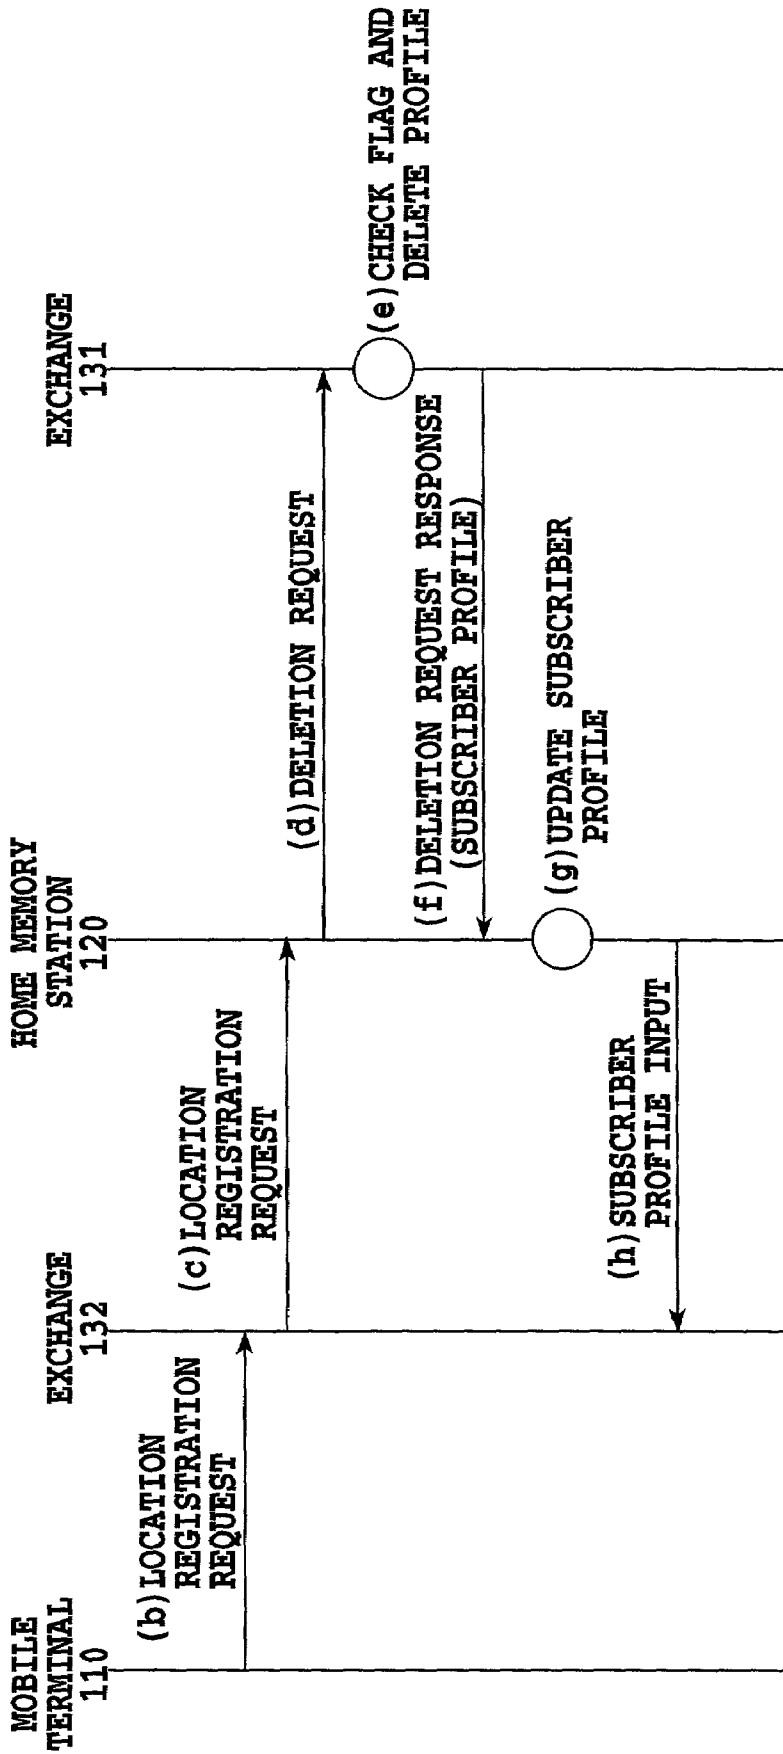 MOBILE
TERMINAL
110
EXCHANGE
132
HOME MEMORY
STATION
120
EXCHANGE
131
(b)LOCATION
REGISTRATION
REQUEST
(c)LOCATION
REGISTRATION
REQUEST
(d)DELETION REQUEST
(e)CHECK FLAG AND
DELETE PROFILE
(f)DELETION REQUEST RESPONSE
(SUBSCRIBER PROFILE)
(g)UPDATE SUBSCRIBER
PROFILE
(h)SUBSCRIBER
PROFILE INPUT